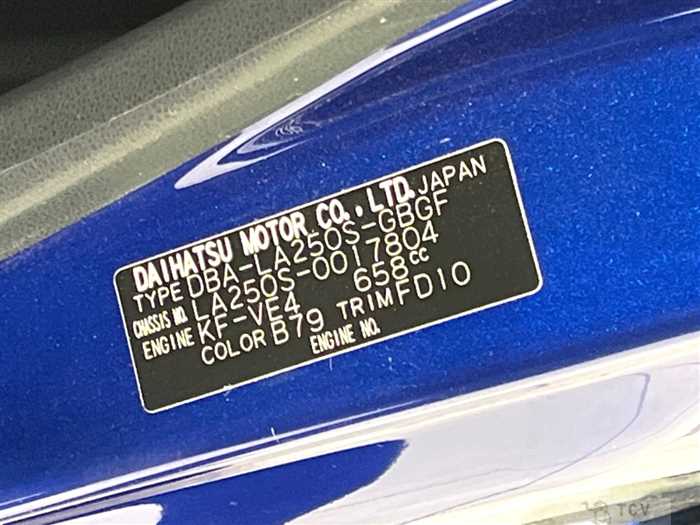 DAIHATSU MOTOR CO., LTD. JAPAN
TYPE DBA-LA250S-GBGF
CHASSIS NO. LA250S-0017804
ENGINE KF-VE4 658cc
COLOR B79 TRIM FD10
ENGINE NO.
TCV